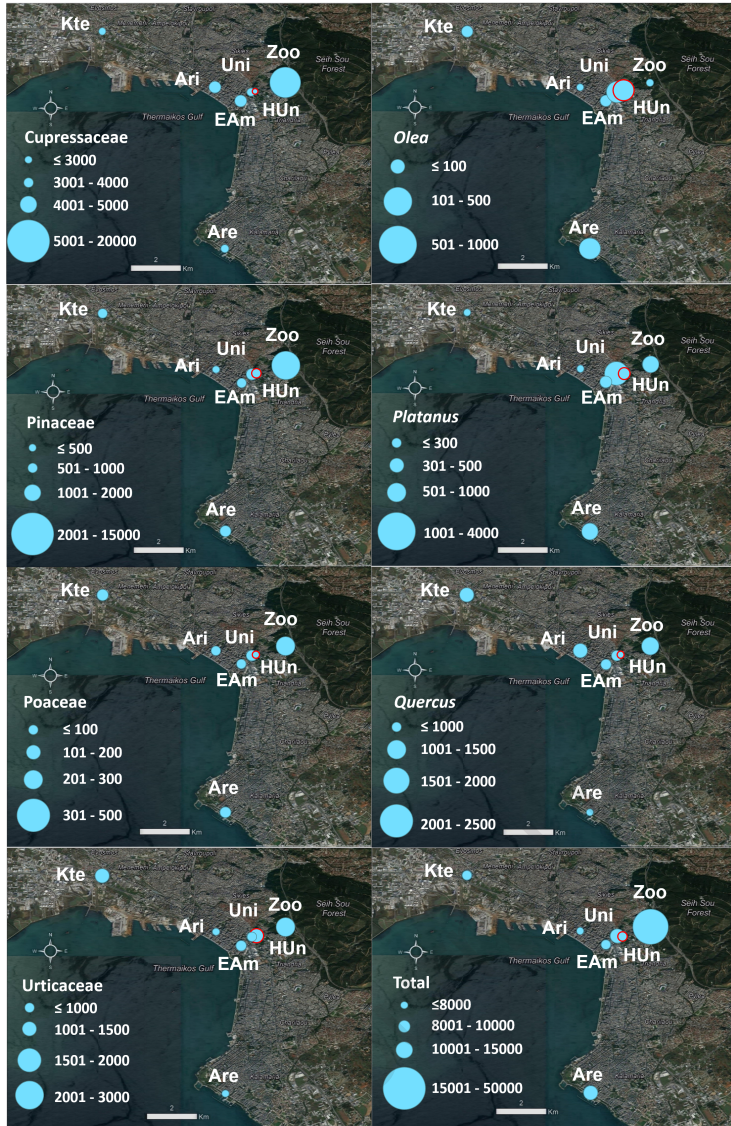 Kte
Zoo
Seih Sou
Forest
Uni
Ari
HUn
EAm
Thermaikos Gulf
Cupressaceae
≤ 3000
3001 - 4000
4001 - 5000
5001 - 20000
Are
Kalamaria
2
Km
Kte
Zoo
Seih Sou
Forest
Uni
Ari
HUn
EAm
Thermaikos Gulf
Olea
≤ 100
101 - 500
501 - 1000
Are
Kalamaria
2
Km
Kte
Zoo
Seih Sou
Forest
Uni
Ari
HUn
EAm
Thermaikos Gulf
Pinaceae
≤ 500
501 - 1000
1001 - 2000
2001 - 15000
Are
Kalamaria
2
Km
Kte
Zoo
Seih Sou
Forest
Uni
Ari
HUn
EAm
Thermaikos Gulf
Platanus
≤ 300
301 - 500
501 - 1000
1001 - 4000
Are
Kalamaria
2
Km
Kte
Zoo
Seih Sou
Forest
Uni
Ari
HUn
EAm
Thermaikos Gulf
Poaceae
≤ 100
101 - 200
201 - 300
301 - 500
Are
Kalamaria
2
Km
Kte
Zoo
Seih Sou
Forest
Uni
Ari
HUn
EAm
Thermaikos Gulf
Quercus
≤ 1000
1001 - 1500
1501 - 2000
2001 - 2500
Are
Kalamaria
2
Km
Kte
Zoo
Seih Sou
Forest
Uni
Ari
HUn
EAm
Thermaikos Gulf
Urticaceae
≤ 1000
1001 - 1500
1501 - 2000
2001 - 3000
Are
Kalamaria
2
Km
Kte
Zoo
Seih Sou
Forest
Uni
Ari
HUn
EAm
Thermaikos Gulf
Total
≤8000
8001 - 10000
10001 - 15000
15001 - 50000
Are
Kalamaria
2
Km